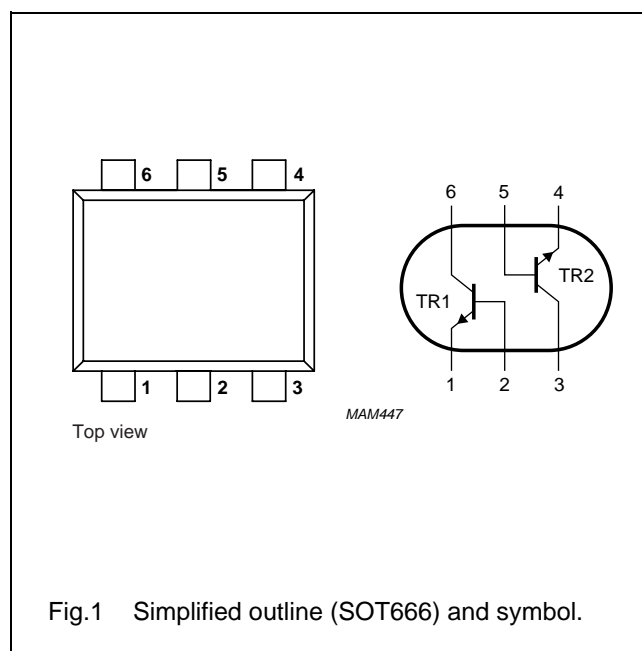 6 5 4
1 2 3
Top view
6 5 4
TR1 TR2
1 2 3
MAM447
Fig.1 Simplified outline (SOT666) and symbol.